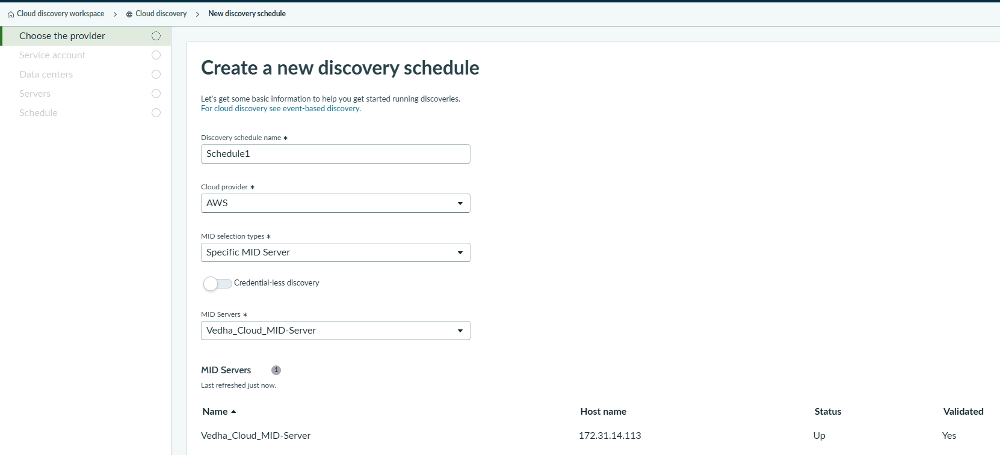 Cloud discovery workspace > Cloud discovery > New discovery schedule
Choose the provider
Service account
Data centers
Servers
Schedule
Create a new discovery schedule
Let's get some basic information to help you get started running discoveries.
For cloud discovery see event-based discovery.
Discovery schedule name *
Schedule1
Cloud provider *
AWS
MID selection types *
Specific MID Server
Credential-less discovery
MID Servers *
Vedha_Cloud_MID-Server
MID Servers 1
Last refreshed just now.
Name Host name Status Validated
Vedha_Cloud_MID-Server 172.31.14.113 Up Yes